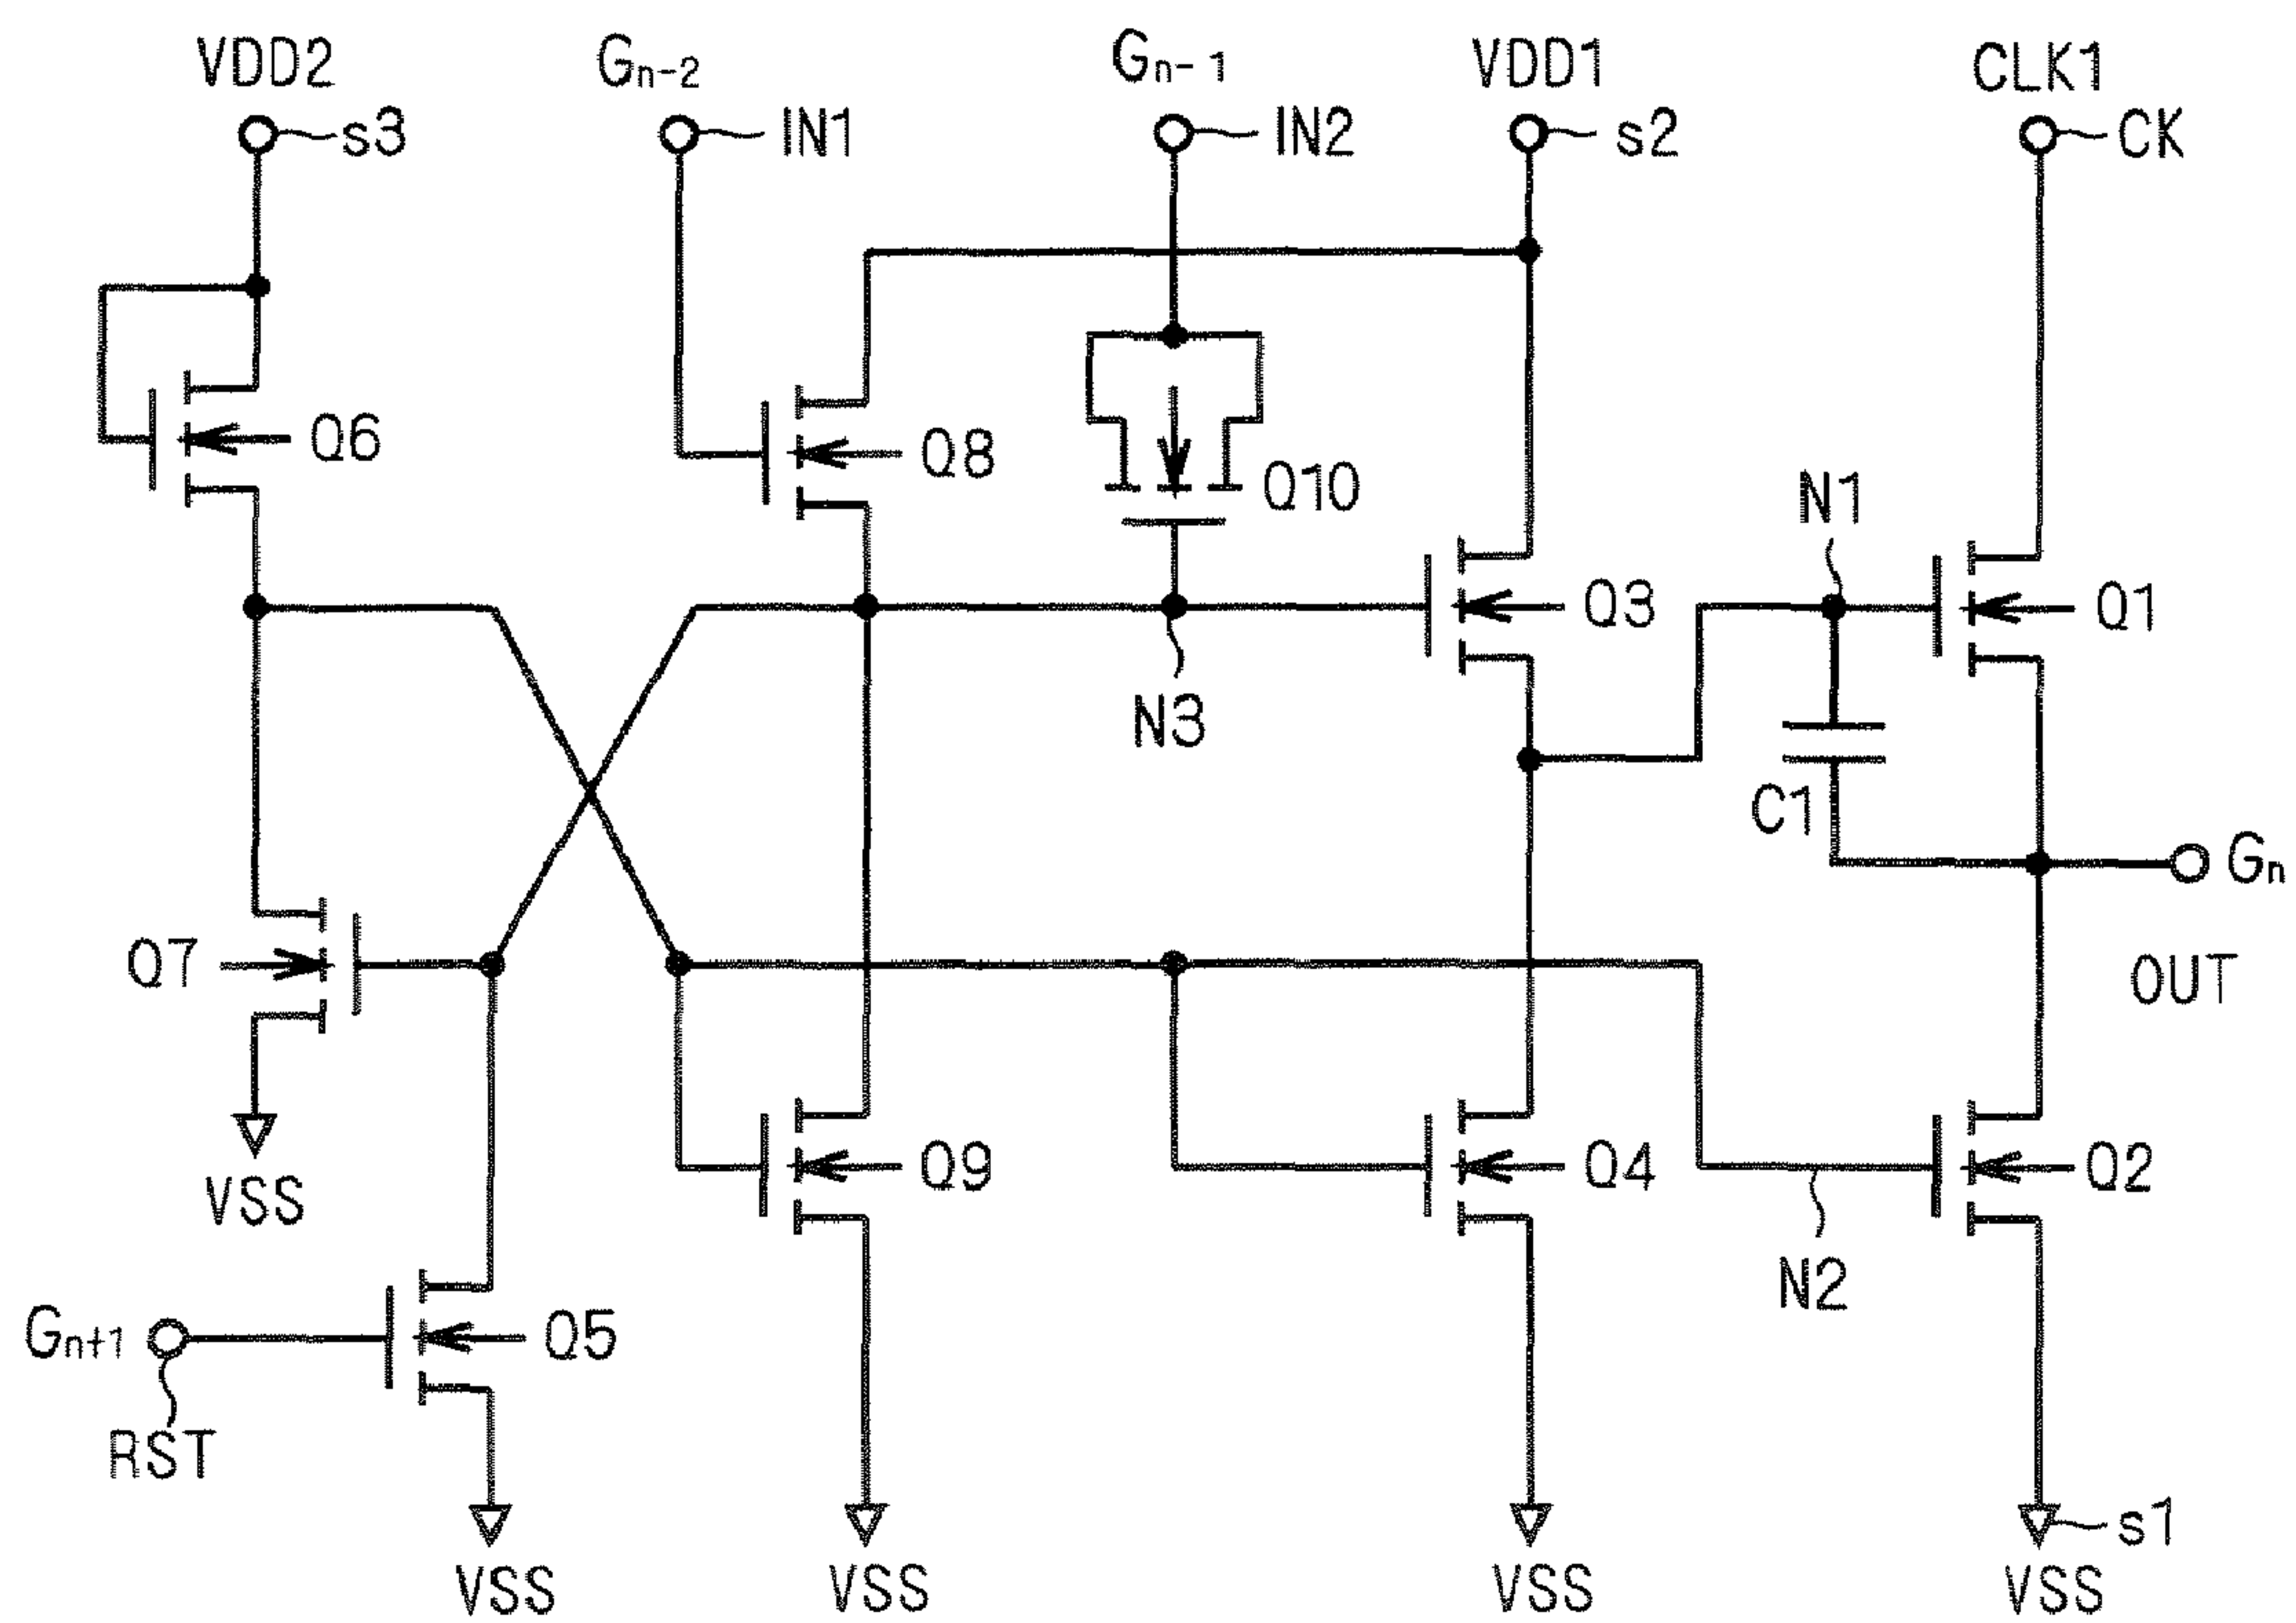 VDD2
Gn-2
Gn-1
VDD1
CLK1
s3
IN1
IN2
s2
CK
Q6
Q8
Q10
N1
Q3
Q1
N3
C1
Gn
Q7
OUT
VSS
Q9
Q4
Q2
N2
Gn+1
Q5
RST
s1
VSS
VSS
VSS
VSS